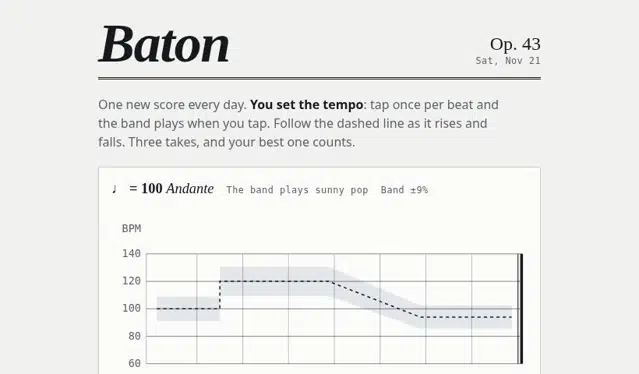 Baton
Op. 43
Sat, Nov 21
One new score every day. You set the tempo: tap once per beat and
the band plays when you tap. Follow the dashed line as it rises and
falls. Three takes, and your best one counts.
♩ = 100 Andante The band plays sunny pop Band ±9%
BPM
140
120
100
80
60